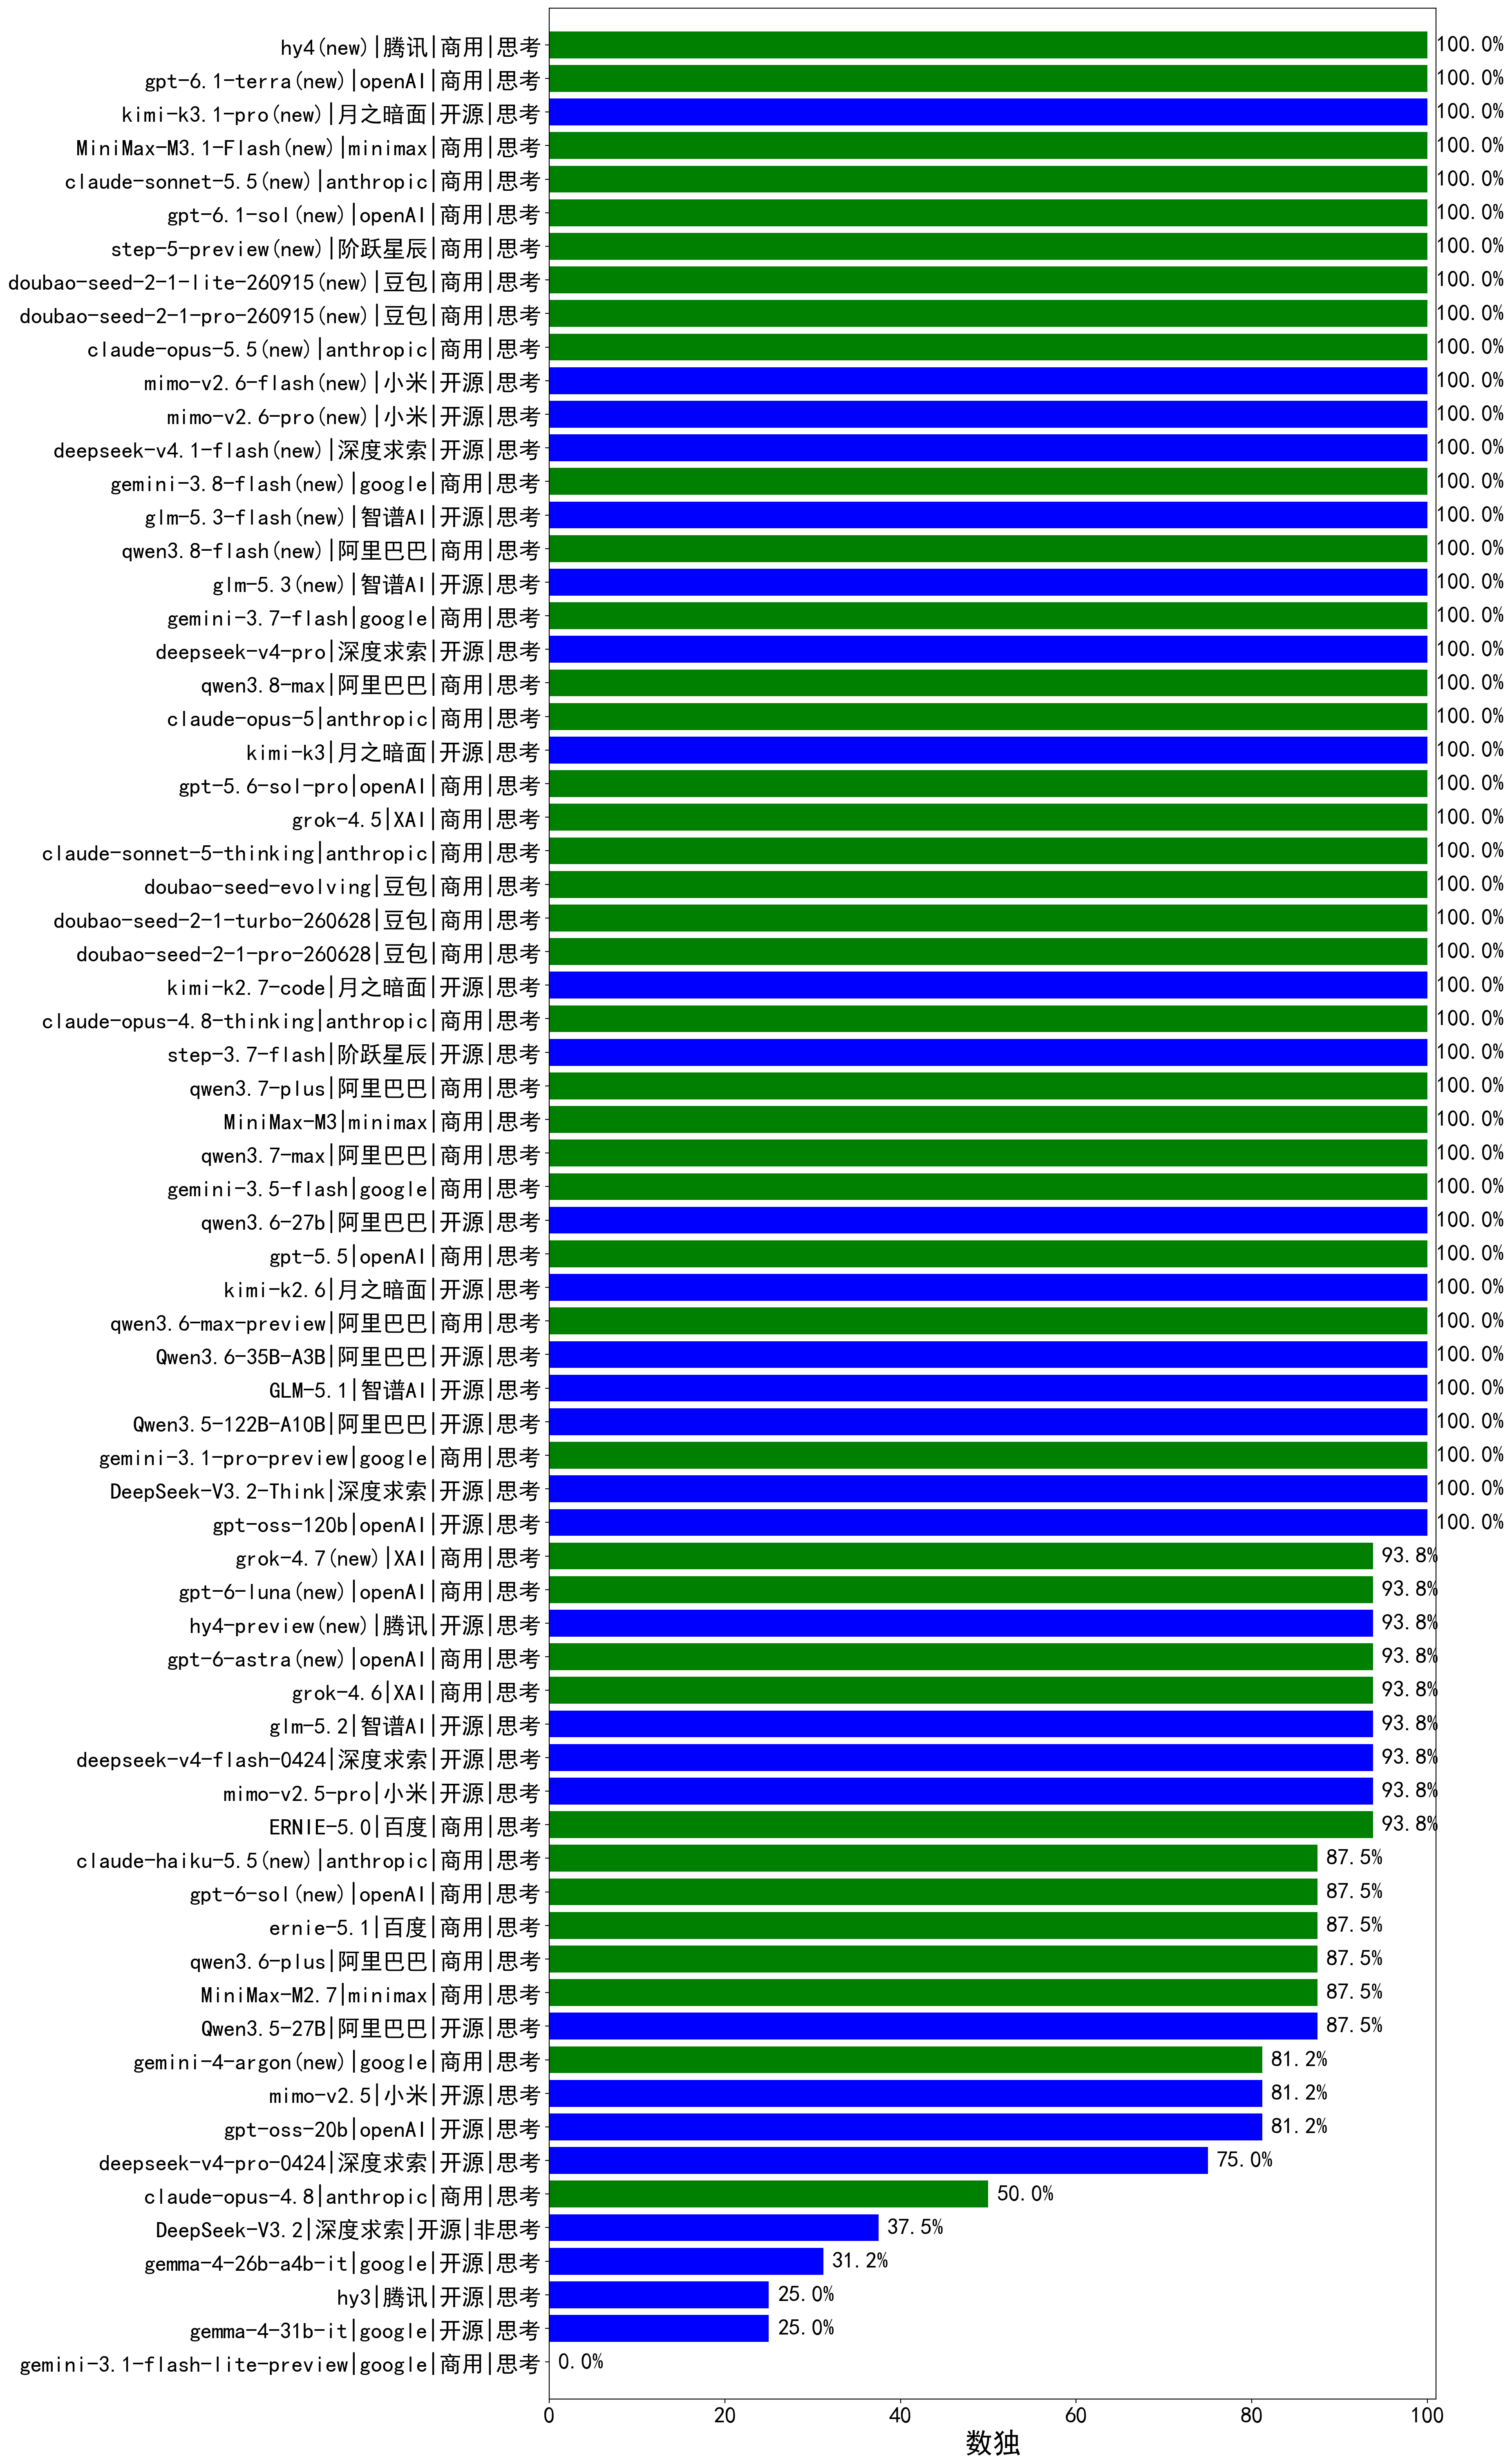 hy4(new)|腾讯|商用|思考 100.0%
gpt-6.1-terra(new)|openAI|商用|思考 100.0%
kimi-k3.1-pro(new)|月之暗面|开源|思考 100.0%
MiniMax-M3.1-Flash(new)|minimax|商用|思考 100.0%
claude-sonnet-5.5(new)|anthropic|商用|思考 100.0%
gpt-6.1-sol(new)|openAI|商用|思考 100.0%
step-5-preview(new)|阶跃星辰|商用|思考 100.0%
doubao-seed-2-1-lite-260915(new)|豆包|商用|思考 100.0%
doubao-seed-2-1-pro-260915(new)|豆包|商用|思考 100.0%
claude-opus-5.5(new)|anthropic|商用|思考 100.0%
mimo-v2.6-flash(new)|小米|开源|思考 100.0%
mimo-v2.6-pro(new)|小米|开源|思考 100.0%
deepseek-v4.1-flash(new)|深度求索|开源|思考 100.0%
gemini-3.8-flash(new)|google|商用|思考 100.0%
glm-5.3-flash(new)|智谱AI|开源|思考 100.0%
qwen3.8-flash(new)|阿里巴巴|商用|思考 100.0%
glm-5.3(new)|智谱AI|开源|思考 100.0%
gemini-3.7-flash|google|商用|思考 100.0%
deepseek-v4-pro|深度求索|开源|思考 100.0%
qwen3.8-max|阿里巴巴|商用|思考 100.0%
claude-opus-5|anthropic|商用|思考 100.0%
kimi-k3|月之暗面|开源|思考 100.0%
gpt-5.6-sol-pro|openAI|商用|思考 100.0%
grok-4.5|XAI|商用|思考 100.0%
claude-sonnet-5-thinking|anthropic|商用|思考 100.0%
doubao-seed-evolving|豆包|商用|思考 100.0%
doubao-seed-2-1-turbo-260628|豆包|商用|思考 100.0%
doubao-seed-2-1-pro-260628|豆包|商用|思考 100.0%
kimi-k2.7-code|月之暗面|开源|思考 100.0%
claude-opus-4.8-thinking|anthropic|商用|思考 100.0%
step-3.7-flash|阶跃星辰|开源|思考 100.0%
qwen3.7-plus|阿里巴巴|商用|思考 100.0%
MiniMax-M3|minimax|商用|思考 100.0%
qwen3.7-max|阿里巴巴|商用|思考 100.0%
gemini-3.5-flash|google|商用|思考 100.0%
qwen3.6-27b|阿里巴巴|开源|思考 100.0%
gpt-5.5|openAI|商用|思考 100.0%
kimi-k2.6|月之暗面|开源|思考 100.0%
qwen3.6-max-preview|阿里巴巴|商用|思考 100.0%
Qwen3.6-35B-A3B|阿里巴巴|开源|思考 100.0%
GLM-5.1|智谱AI|开源|思考 100.0%
Qwen3.5-122B-A10B|阿里巴巴|开源|思考 100.0%
gemini-3.1-pro-preview|google|商用|思考 100.0%
DeepSeek-V3.2-Think|深度求索|开源|思考 100.0%
gpt-oss-120b|openAI|开源|思考 100.0%
grok-4.7(new)|XAI|商用|思考 93.8%
gpt-6-luna(new)|openAI|商用|思考 93.8%
hy4-preview(new)|腾讯|开源|思考 93.8%
gpt-6-astra(new)|openAI|商用|思考 93.8%
grok-4.6|XAI|商用|思考 93.8%
glm-5.2|智谱AI|开源|思考 93.8%
deepseek-v4-flash-0424|深度求索|开源|思考 93.8%
mimo-v2.5-pro|小米|开源|思考 93.8%
ERNIE-5.0|百度|商用|思考 93.8%
claude-haiku-5.5(new)|anthropic|商用|思考 87.5%
gpt-6-sol(new)|openAI|商用|思考 87.5%
ernie-5.1|百度|商用|思考 87.5%
qwen3.6-plus|阿里巴巴|商用|思考 87.5%
MiniMax-M2.7|minimax|商用|思考 87.5%
Qwen3.5-27B|阿里巴巴|开源|思考 87.5%
gemini-4-argon(new)|google|商用|思考 81.2%
mimo-v2.5|小米|开源|思考 81.2%
gpt-oss-20b|openAI|开源|思考 81.2%
deepseek-v4-pro-0424|深度求索|开源|思考 75.0%
claude-opus-4.8|anthropic|商用|思考 50.0%
DeepSeek-V3.2|深度求索|开源|非思考 37.5%
gemma-4-26b-a4b-it|google|开源|思考 31.2%
hy3|腾讯|开源|思考 25.0%
gemma-4-31b-it|google|开源|思考 25.0%
gemini-3.1-flash-lite-preview|google|商用|思考 0.0%
0 20 40 60 80 100
数独